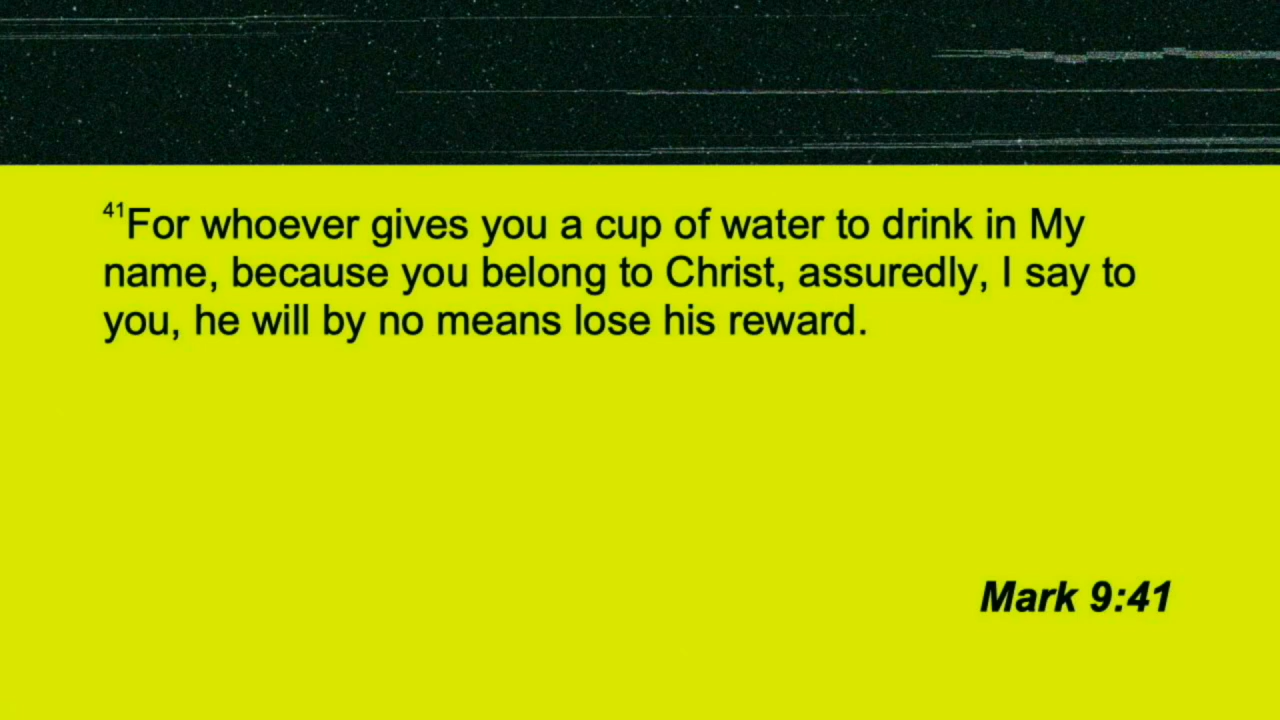 41For whoever gives you a cup of water to drink in My
name, because you belong to Christ, assuredly, I say to
you, he will by no means lose his reward.
Mark 9:41